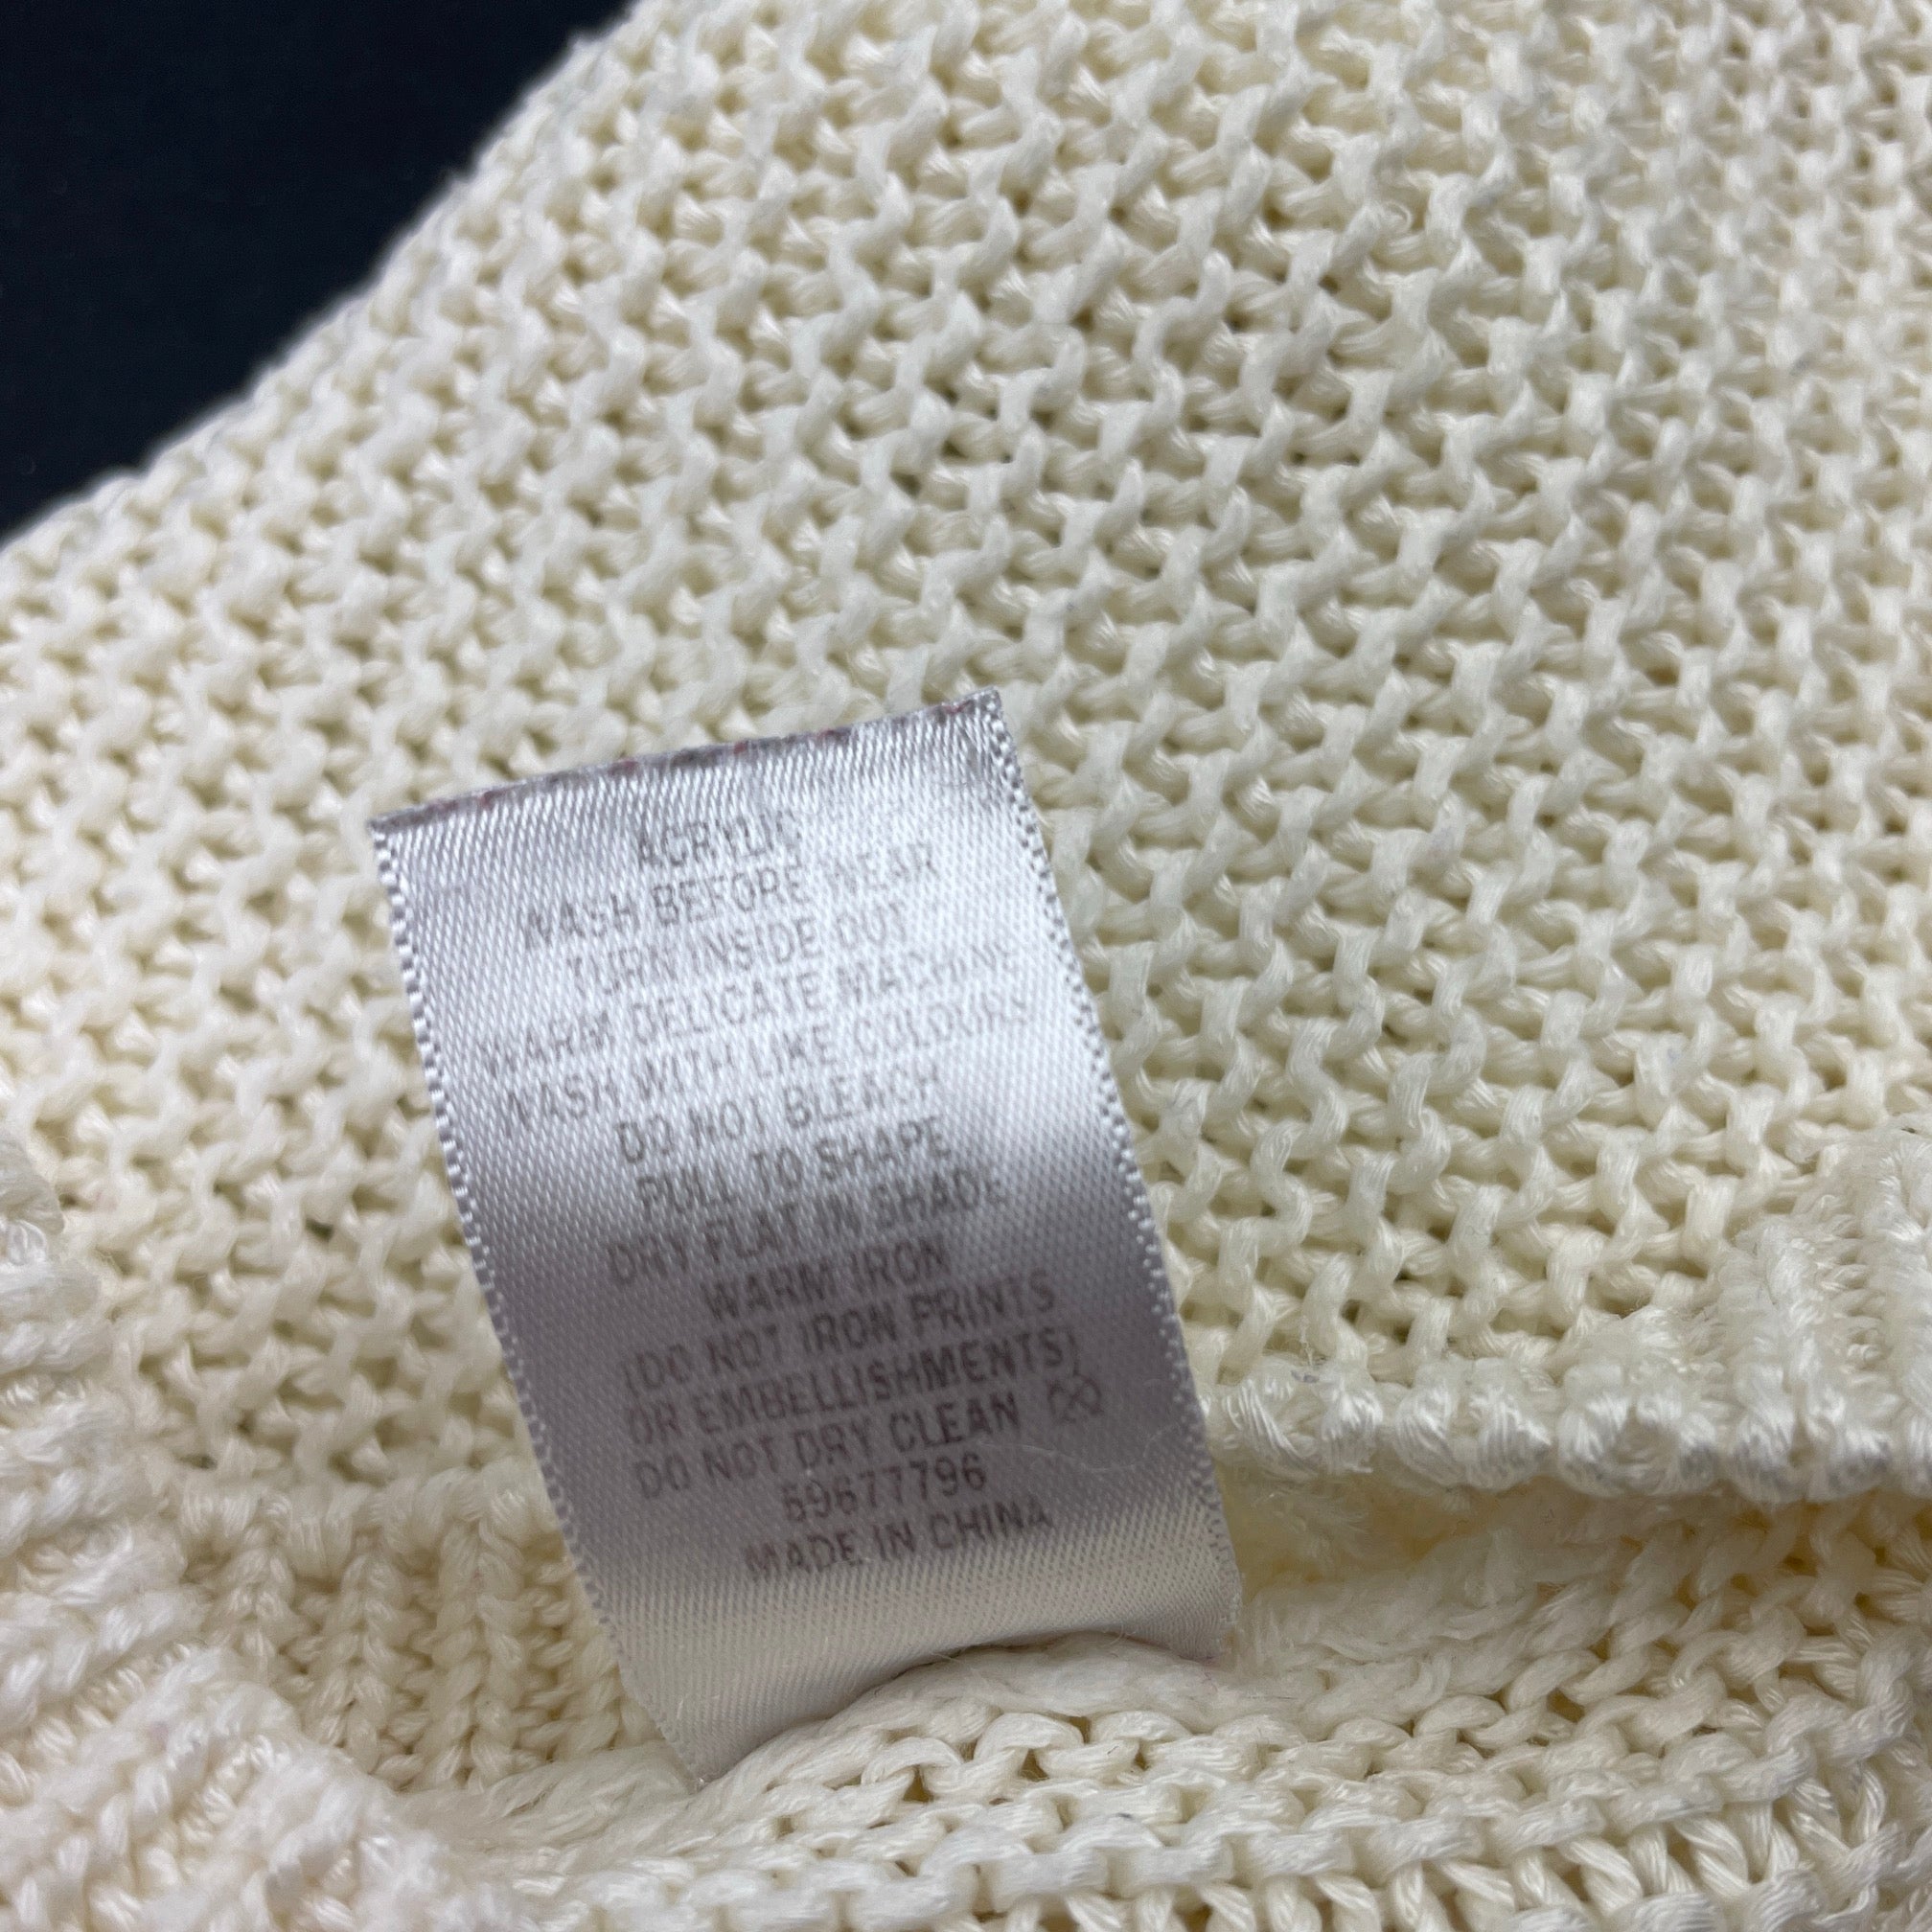 ACRYLIC
WASH BEFORE WEAR
TURN INSIDE OUT
WARM DELICATE MACHINE
WASH WITH LIKE COLOURS
DO NOT BLEACH
PULL TO SHAPE
DRY FLAT IN SHADE
WARM IRON
(DO NOT IRON PRINTS
OR EMBELLISHMENTS)
DO NOT DRY CLEAN
59677796
MADE IN CHINA